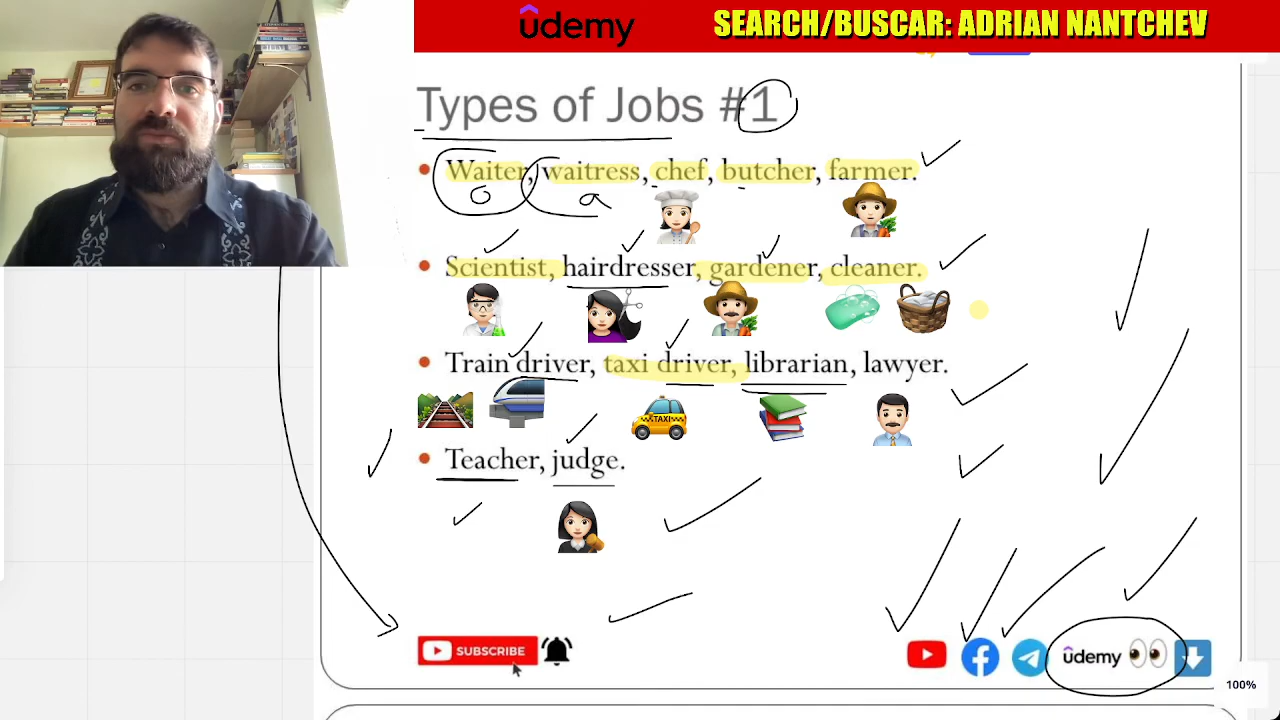 udemy
SEARCH/BUSCAR: ADRIAN NANTCHEV
Types of Jobs #1
Waiter, waitress, chef, butcher, farmer.
o a
Scientist, hairdresser, gardener, cleaner.
Train driver, taxi driver, librarian, lawyer.
TAXI
Teacher, judge.
SUBSCRIBE
udemy
100%